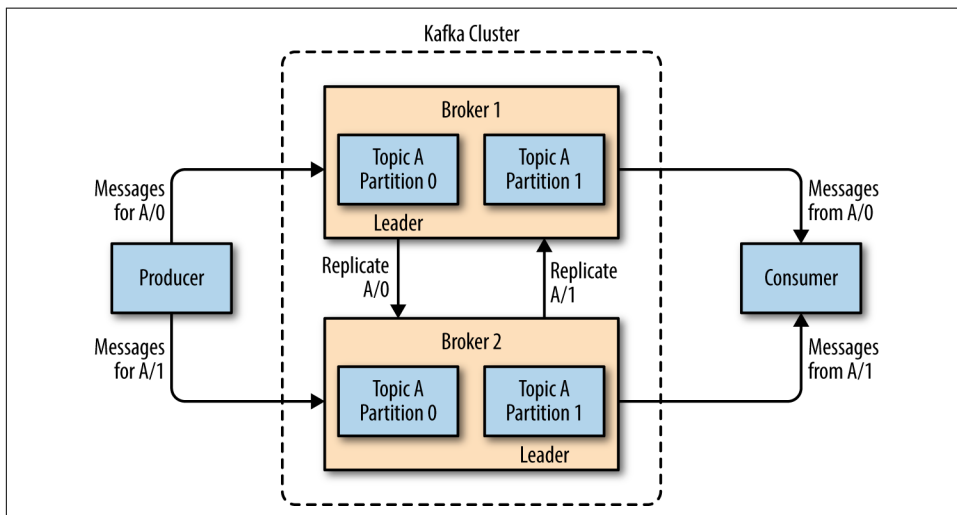 Kafka Cluster
Broker 1
Topic A
Partition 0
Topic A
Partition 1
Leader
Messages
for A/0
Messages
from A/0
Producer
Replicate
A/0
Replicate
A/1
Consumer
Messages
for A/1
Messages
from A/1
Broker 2
Topic A
Partition 0
Topic A
Partition 1
Leader